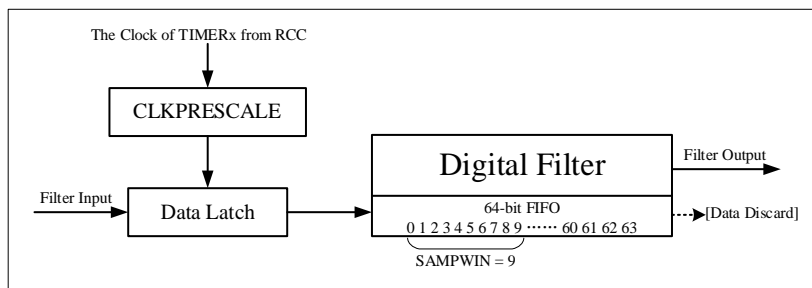 The Clock of TIMERx from RCC
CLKPRESCALE
Digital Filter
Filter Output
Filter Input
Data Latch
64-bit FIFO
[Data Discard]
0 1 2 3 4 5 6 7 8 9 ······ 60 61 62 63
SAMPWIN = 9